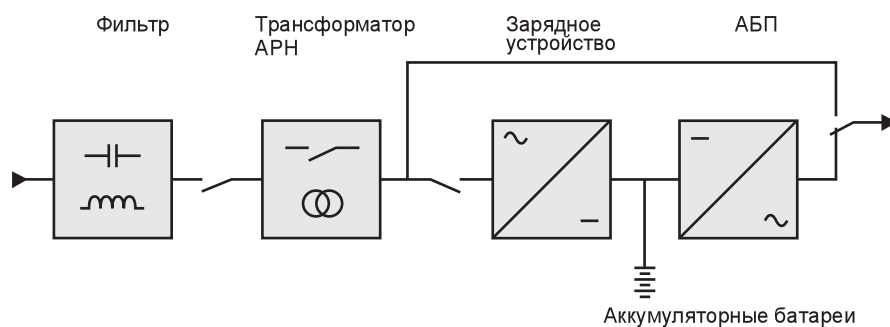 Фильтр
Трансформатор
АРН
Зарядное
устройство
АБП
Аккумуляторные батареи